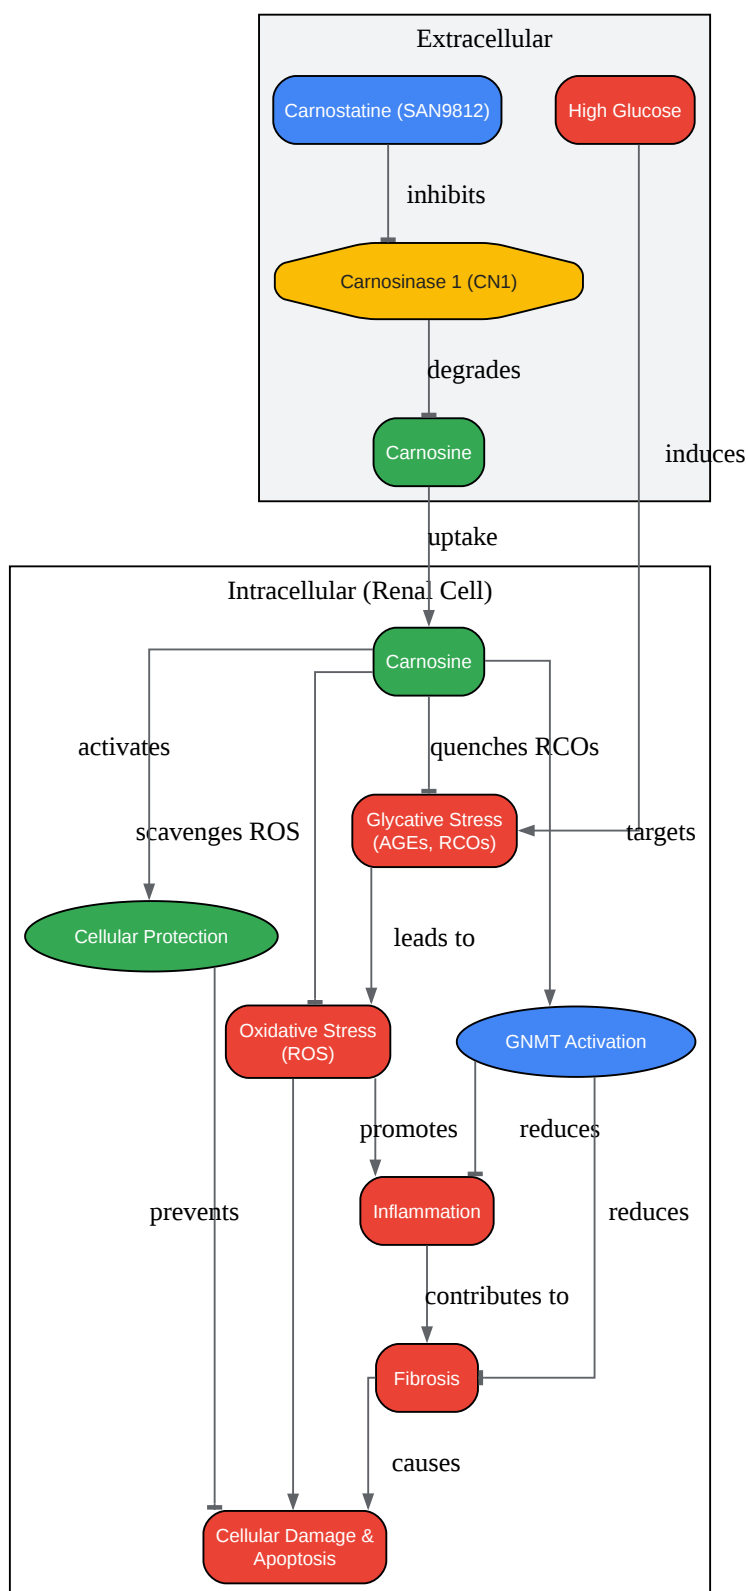 Extracellular
Carnostatine (SAN9812)
High Glucose
inhibits
Carnosinase 1 (CN1)
degrades
Carnosine
induces
uptake
Intracellular (Renal Cell)
Carnosine
activates
quenches RCOs
scavenges ROS
Glycative Stress
(AGEs, RCOs)
targets
Cellular Protection
leads to
Oxidative Stress
(ROS)
GNMT Activation
promotes
reduces
prevents
Inflammation
reduces
contributes to
Fibrosis
causes
Cellular Damage &
Apoptosis